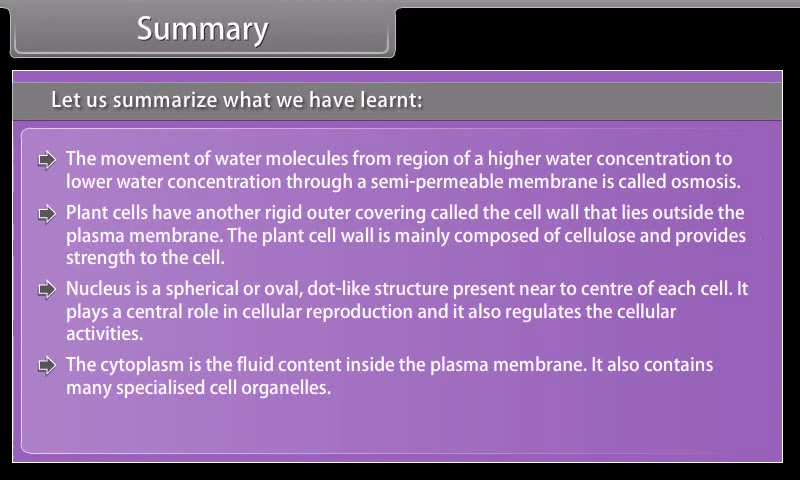 Summary
Let us summarize what we have learnt:
The movement of water molecules from region of a higher water concentration to
lower water concentration through a semi-permeable membrane is called osmosis.
Plant cells have another rigid outer covering called the cell wall that lies outside the
plasma membrane. The plant cell wall is mainly composed of cellulose and provides
strength to the cell.
Nucleus is a spherical or oval, dot-like structure present near to centre of each cell. It
plays a central role in cellular reproduction and it also regulates the cellular
activities.
The cytoplasm is the fluid content inside the plasma membrane. It also contains
many specialised cell organelles.